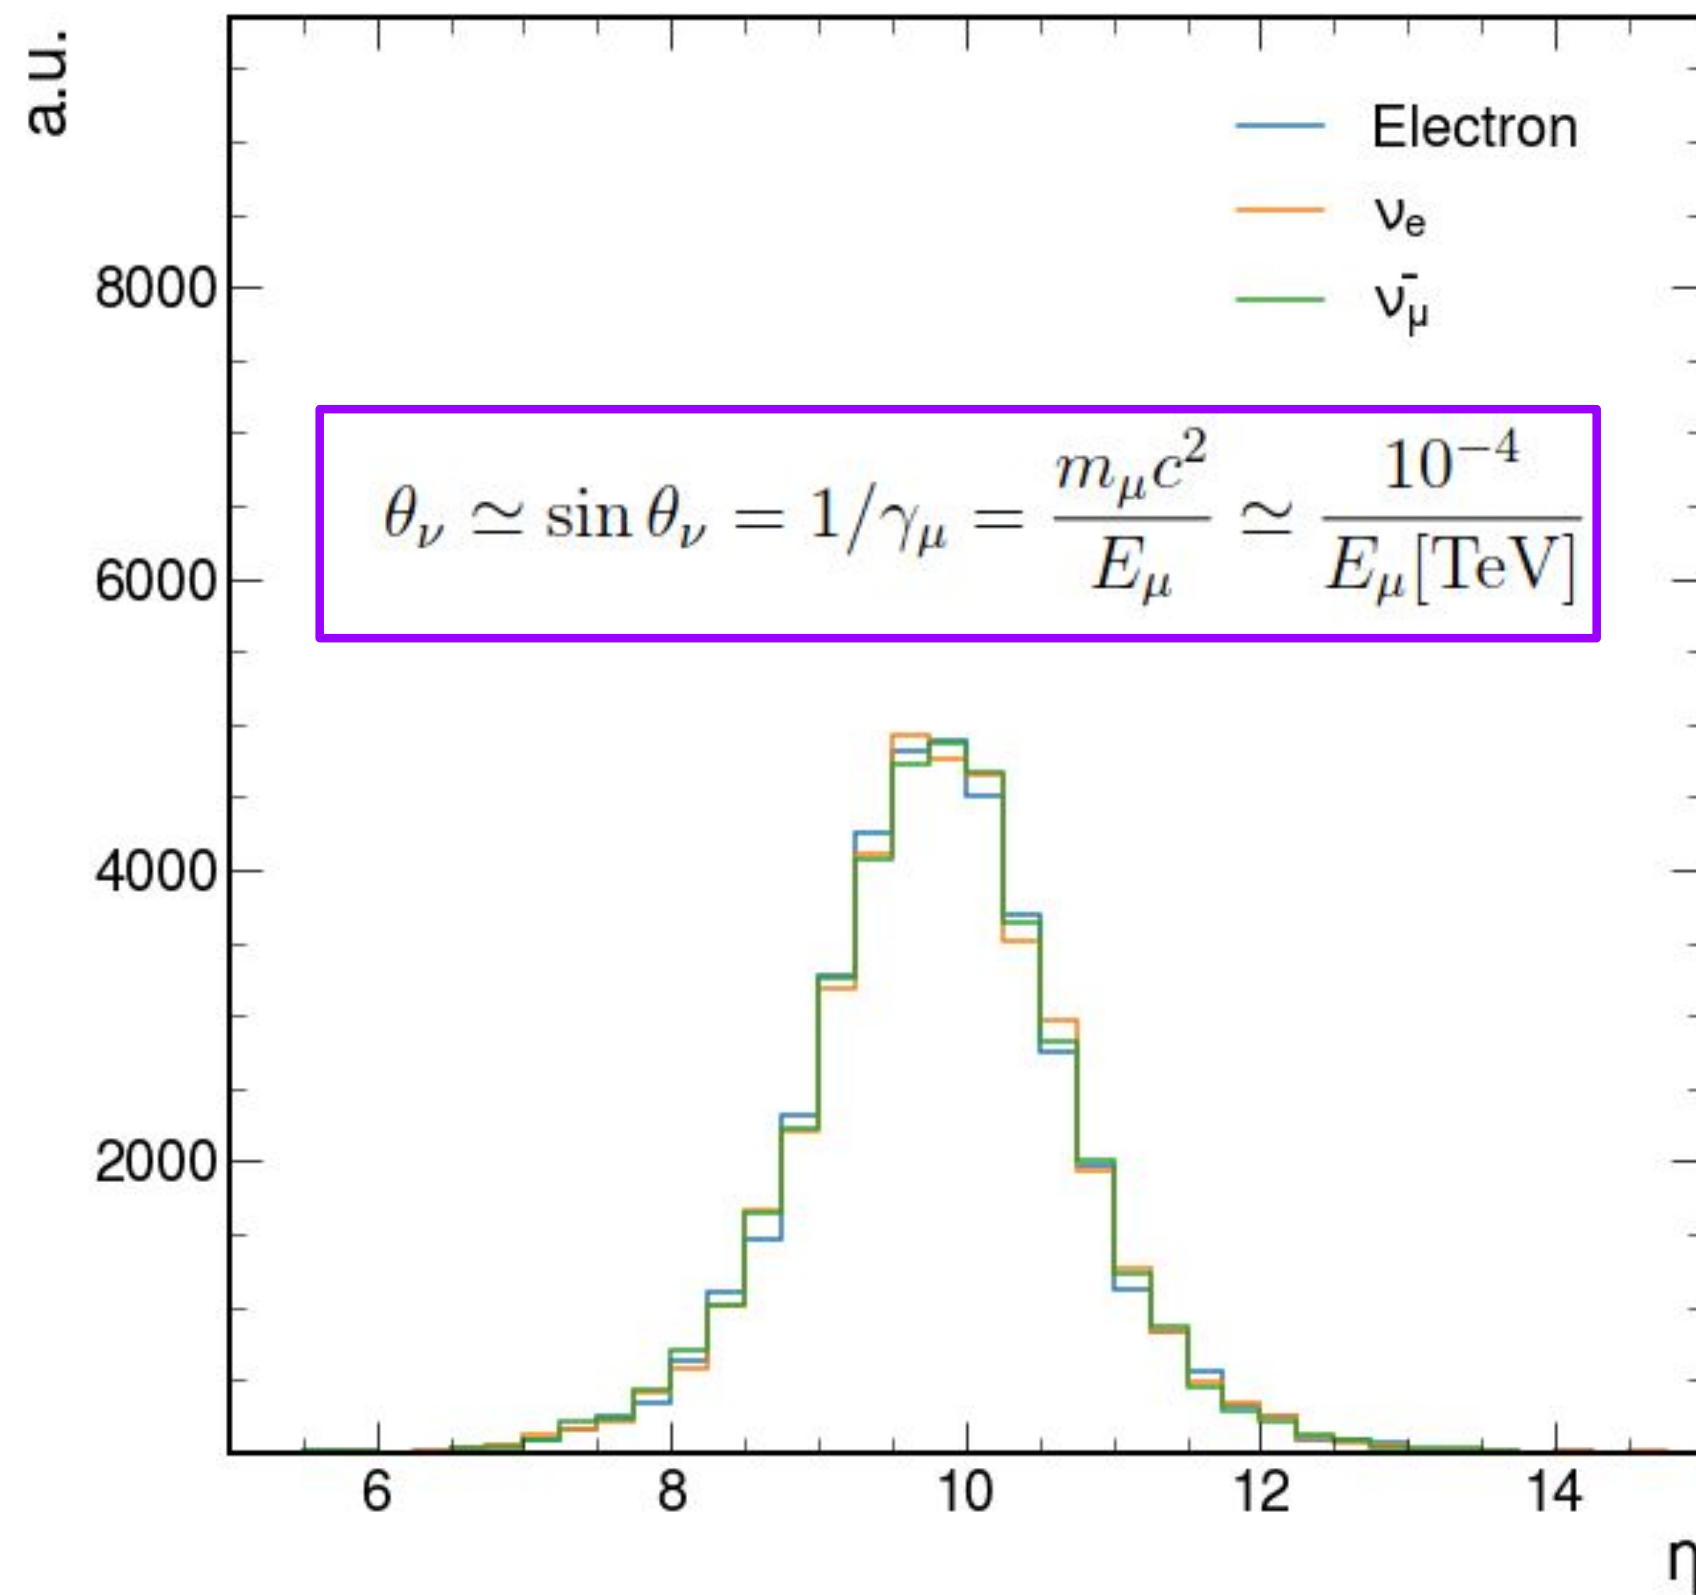 a.u.
Electron
νe
ν̄μ
8000
θν ≃ sin θν = 1/γμ = mμc² / Eμ ≃ 10⁻⁴ / Eμ[TeV]
6000
4000
2000
6 8 10 12 14
η